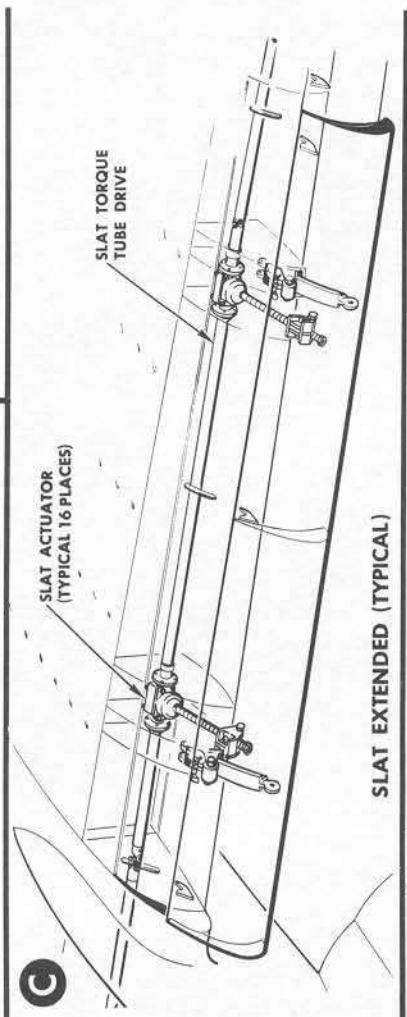 C
SLAT ACTUATOR
(TYPICAL 16 PLACES)
SLAT TORQUE
TUBE DRIVE
SLAT EXTENDED (TYPICAL)